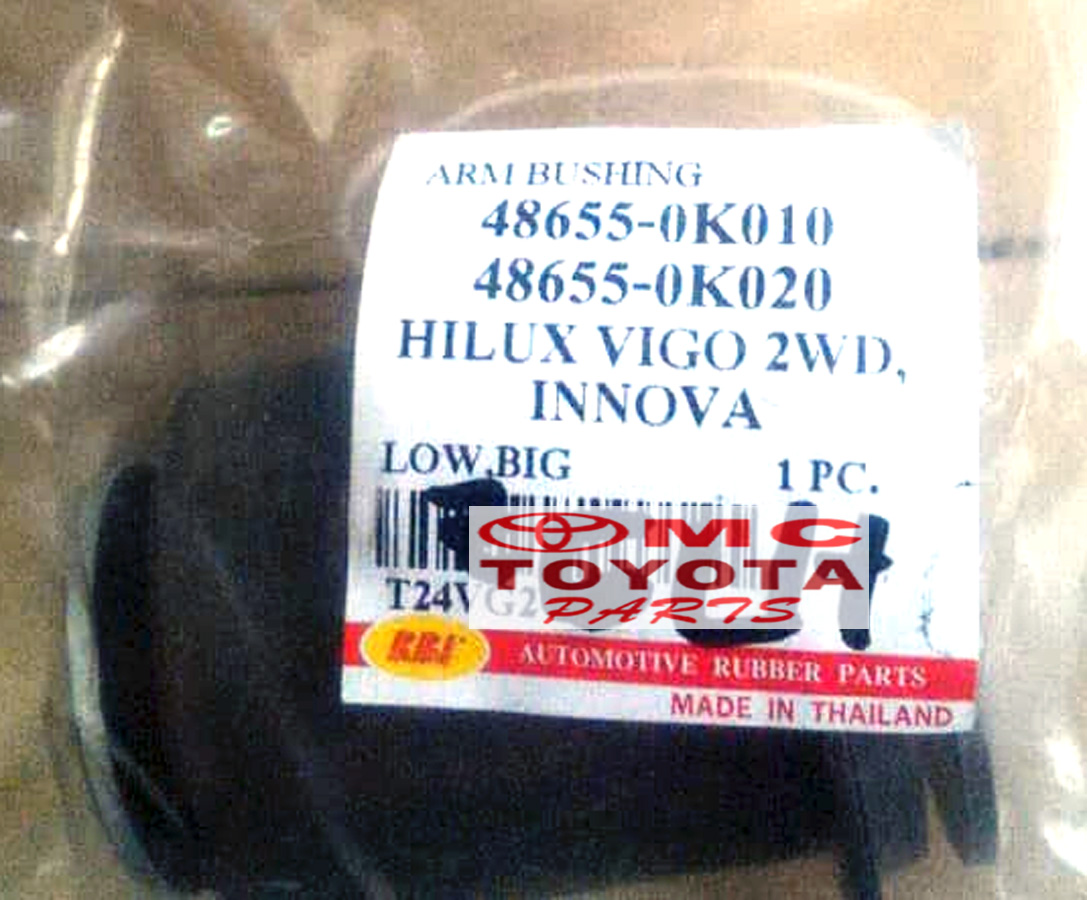 ARM BUSHING
48655-0K010
48655-0K020
HILUX VIGO 2WD,
INNOVA
LOW,BIG 1 PC.
MC
TOYOTA
PARTS
T24VG2
RBI
AUTOMOTIVE RUBBER PARTS
MADE IN THAILAND